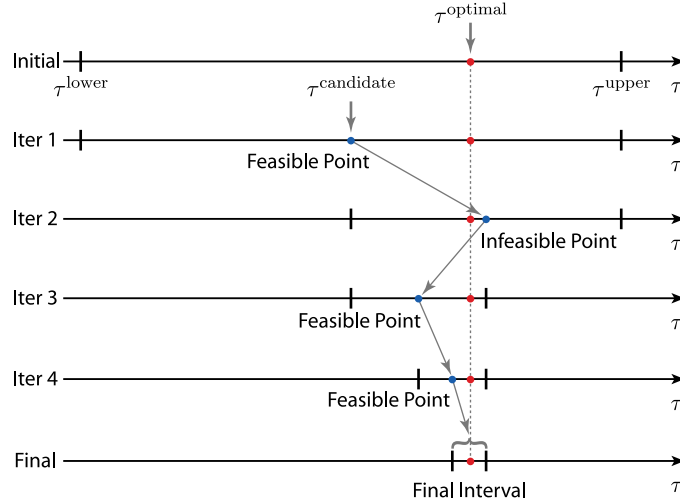 τ^optimal
Initial
τ^lower
τ^candidate
τ^upper
τ
Iter 1
Feasible Point
τ
Iter 2
Infeasible Point
τ
Iter 3
Feasible Point
τ
Iter 4
Feasible Point
τ
Final
Final Interval
τ